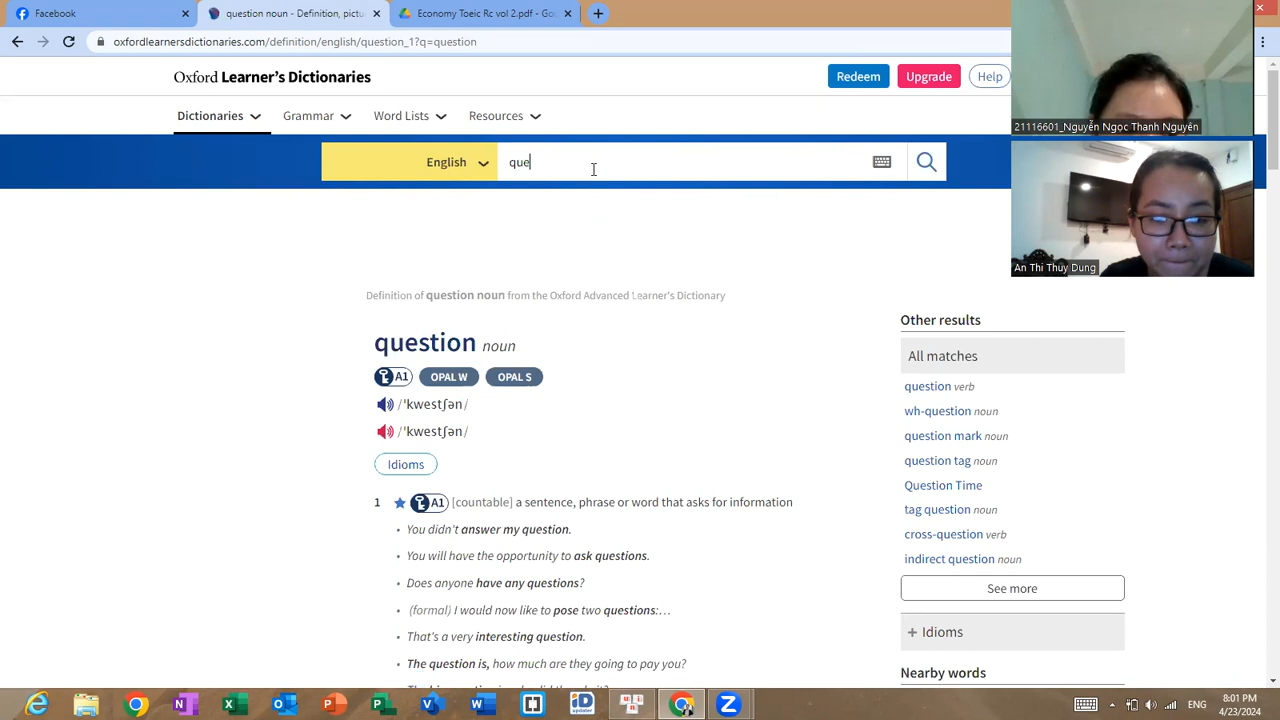 Facebook
question noun - Definition, pictu
Economy Toeic Rc vol 2.pdf - Goo
oxfordlearnersdictionaries.com/definition/english/question_1?q=question
Oxford Learner's Dictionaries
Redeem
Upgrade
Help
Dictionaries
Grammar
Word Lists
Resources
English
que
21116601_Nguyễn Ngọc Thanh Nguyên
An Thi Thuy Dung
Definition of question noun from the Oxford Advanced Learner's Dictionary
question noun
A1 OPAL W OPAL S
/ˈkwestʃən/
/ˈkwestʃən/
Idioms
1 A1 [countable] a sentence, phrase or word that asks for information
• You didn't answer my question.
• You will have the opportunity to ask questions.
• Does anyone have any questions?
• (formal) I would now like to pose two questions:…
• That's a very interesting question.
• The question is, how much are they going to pay you?
Other results
All matches
question verb
wh-question noun
question mark noun
question tag noun
Question Time
tag question noun
cross-question verb
indirect question noun
See more
+ Idioms
Nearby words
ENG
8:01 PM
4/23/2024